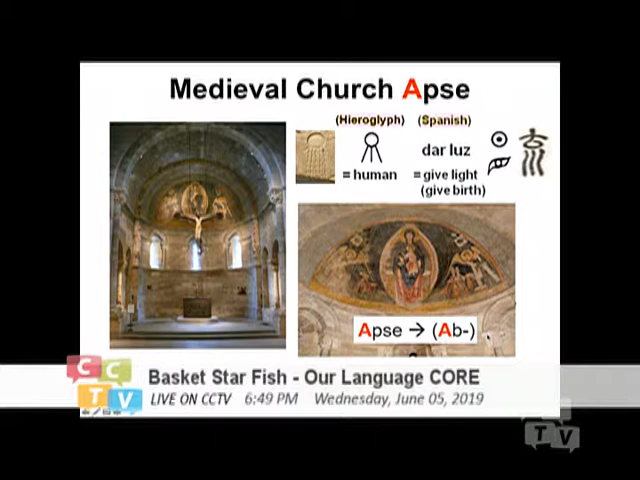 Medieval Church Apse
(Hieroglyph) (Spanish)
dar luz
= human = give light
(give birth)
Apse → (Ab-)
CCTV
Basket Star Fish - Our Language CORE
LIVE ON CCTV 6:49 PM Wednesday, June 05, 2019
TV